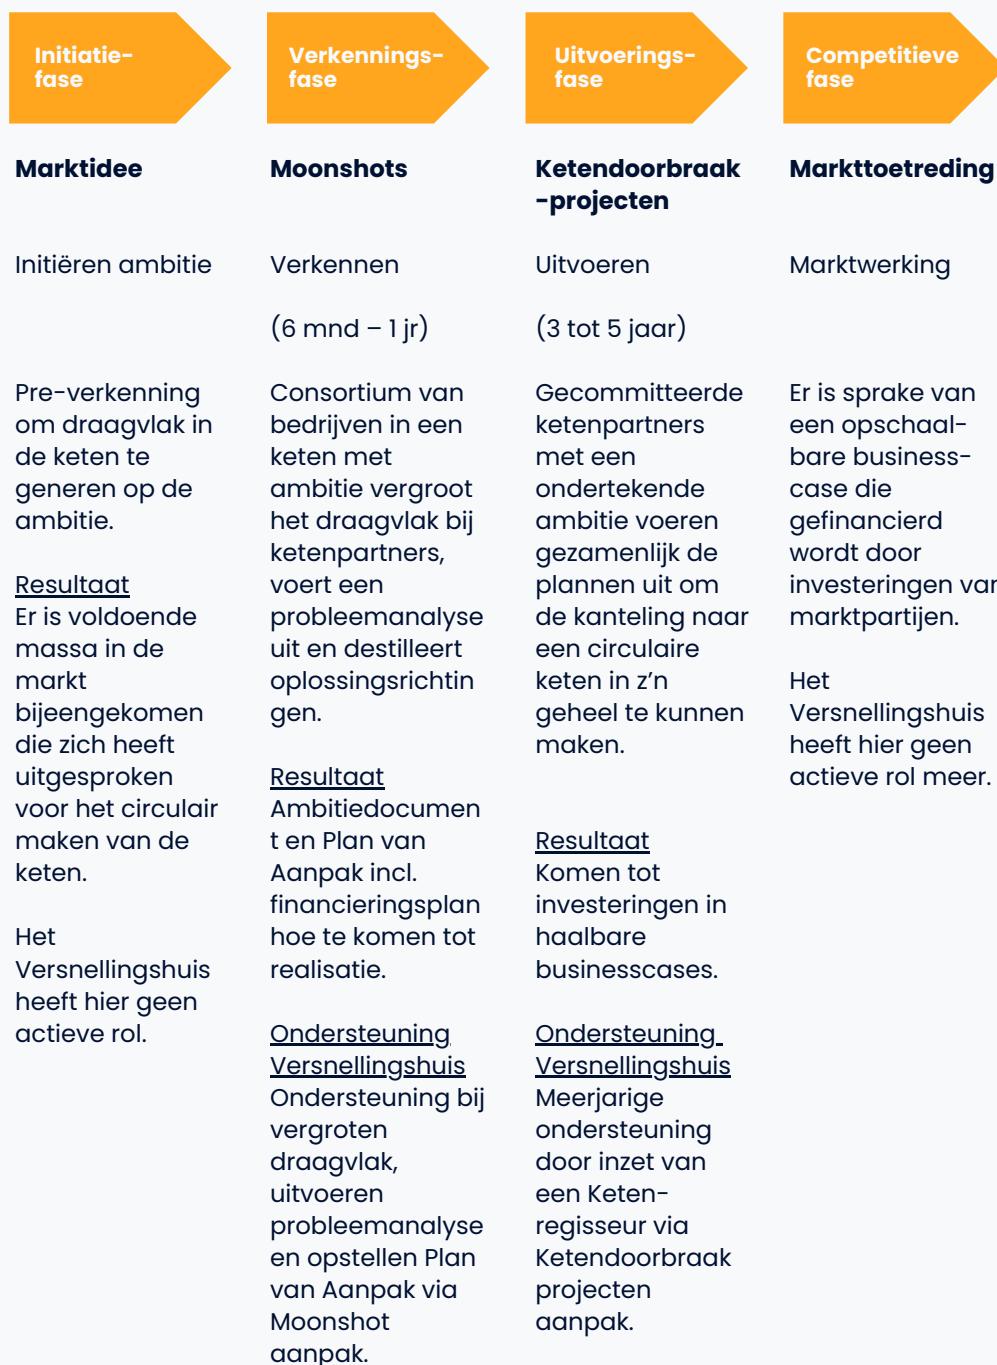 Initiatie-
fase
Verkennings-
fase
Uitvoerings-
fase
Competitieve
fase
Marktidee
Initiëren ambitie
Pre-verkenning
om draagvlak in
de keten te
generen op de
ambitie.
Resultaat
Er is voldoende
massa in de
markt
bijeengekomen
die zich heeft
uitgesproken
voor het circulair
maken van de
keten.
Het
Versnellingshuis
heeft hier geen
actieve rol.
Moonshots
Verkennen
(6 mnd – 1 jr)
Consortium van
bedrijven in een
keten met
ambitie vergroot
het draagvlak bij
ketenpartners,
voert een
probleemanalyse
uit en destilleert
oplossingsrichtin
gen.
Resultaat
Ambitiedocumen
t en Plan van
Aanpak incl.
financieringsplan
hoe te komen tot
realisatie.
Ondersteuning
Versnellingshuis
Ondersteuning bij
vergroten
draagvlak,
uitvoeren
probleemanalyse
en opstellen Plan
van Aanpak via
Moonshot
aanpak.
Ketendoorbraak
-projecten
Uitvoeren
(3 tot 5 jaar)
Gecommitteerde
ketenpartners
met een
ondertekende
ambitie voeren
gezamenlijk de
plannen uit om
de kanteling naar
een circulaire
keten in z’n
geheel te kunnen
maken.
Resultaat
Komen tot
investeringen in
haalbare
businesscases.
Ondersteuning
Versnellingshuis
Meerjarige
ondersteuning
door inzet van
een Keten-
regisseur via
Ketendoorbraak
projecten
aanpak.
Markttoetreding
Marktwerking
Er is sprake van
een opschaal-
bare business-
case die
gefinancierd
wordt door
investeringen van
marktpartijen.
Het
Versnellingshuis
heeft hier geen
actieve rol meer.